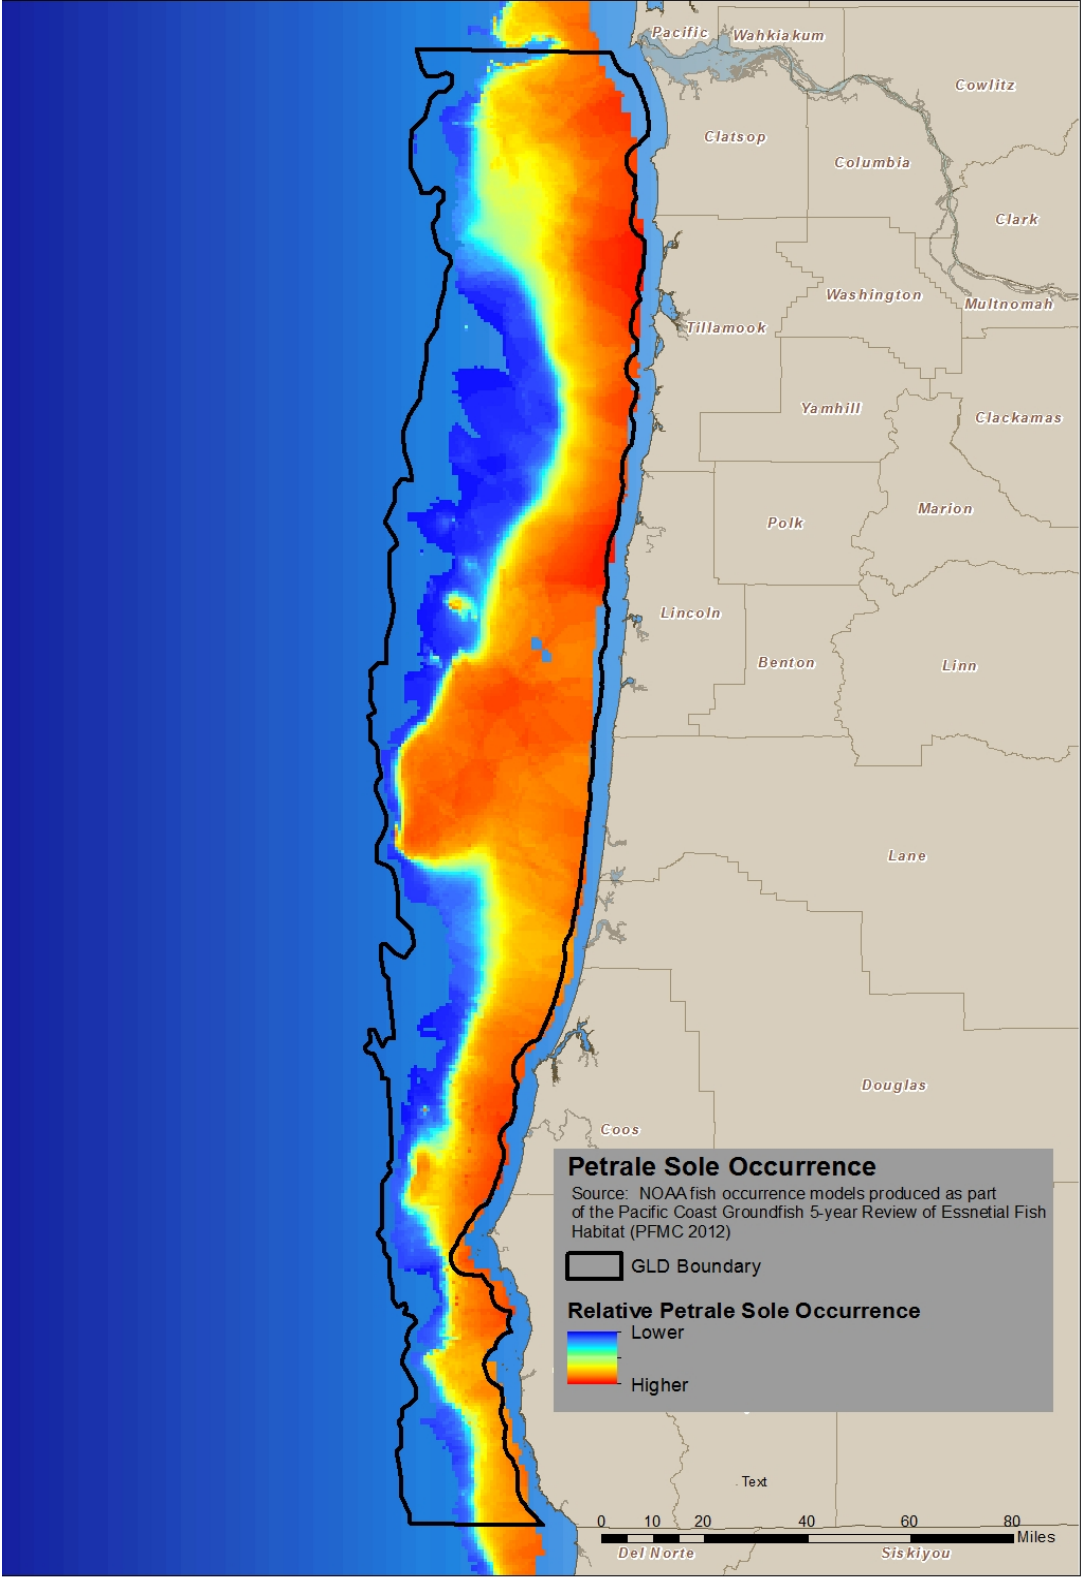 Pacific
Wahkiakum
Cowlitz
Clatsop
Columbia
Clark
Washington
Multnomah
Tillamook
Yamhill
Clackamas
Polk
Marion
Lincoln
Benton
Linn
Lane
Douglas
Coos
Petrale Sole Occurrence
Source: NOAA fish occurrence models produced as part
of the Pacific Coast Groundfish 5-year Review of Essnetial Fish
Habitat (PFMC 2012)
GLD Boundary
Relative Petrale Sole Occurrence
Lower
Higher
Text
0 10 20 40 60 80
Miles
Del Norte
Siskiyou